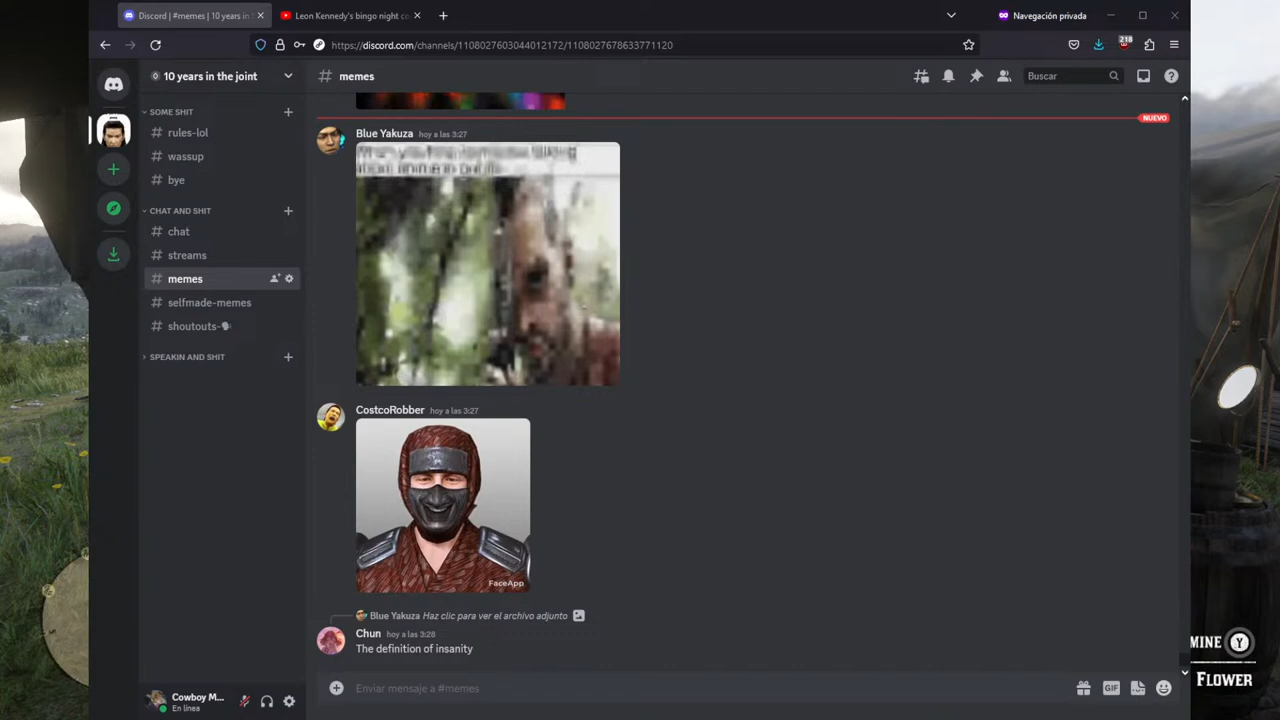 Discord | #memes | 10 years in t
Leon Kennedy's bingo night co
Navegación privada
https://discord.com/channels/1108027603044012172/1108027678633771120
218
10 years in the joint
memes
Buscar
SOME SHIT
rules-lol
wassup
bye
CHAT AND SHIT
chat
streams
memes
selfmade-memes
shoutouts-
SPEAKIN AND SHIT
NUEVO
Blue Yakuza hoy a las 3:27
CostcoRobber hoy a las 3:27
FaceApp
Blue Yakuza Haz clic para ver el archivo adjunto
Chun hoy a las 3:28
The definition of insanity
Enviar mensaje a #memes
GIF
Cowboy M...
En línea
MINE Y
FLOWER